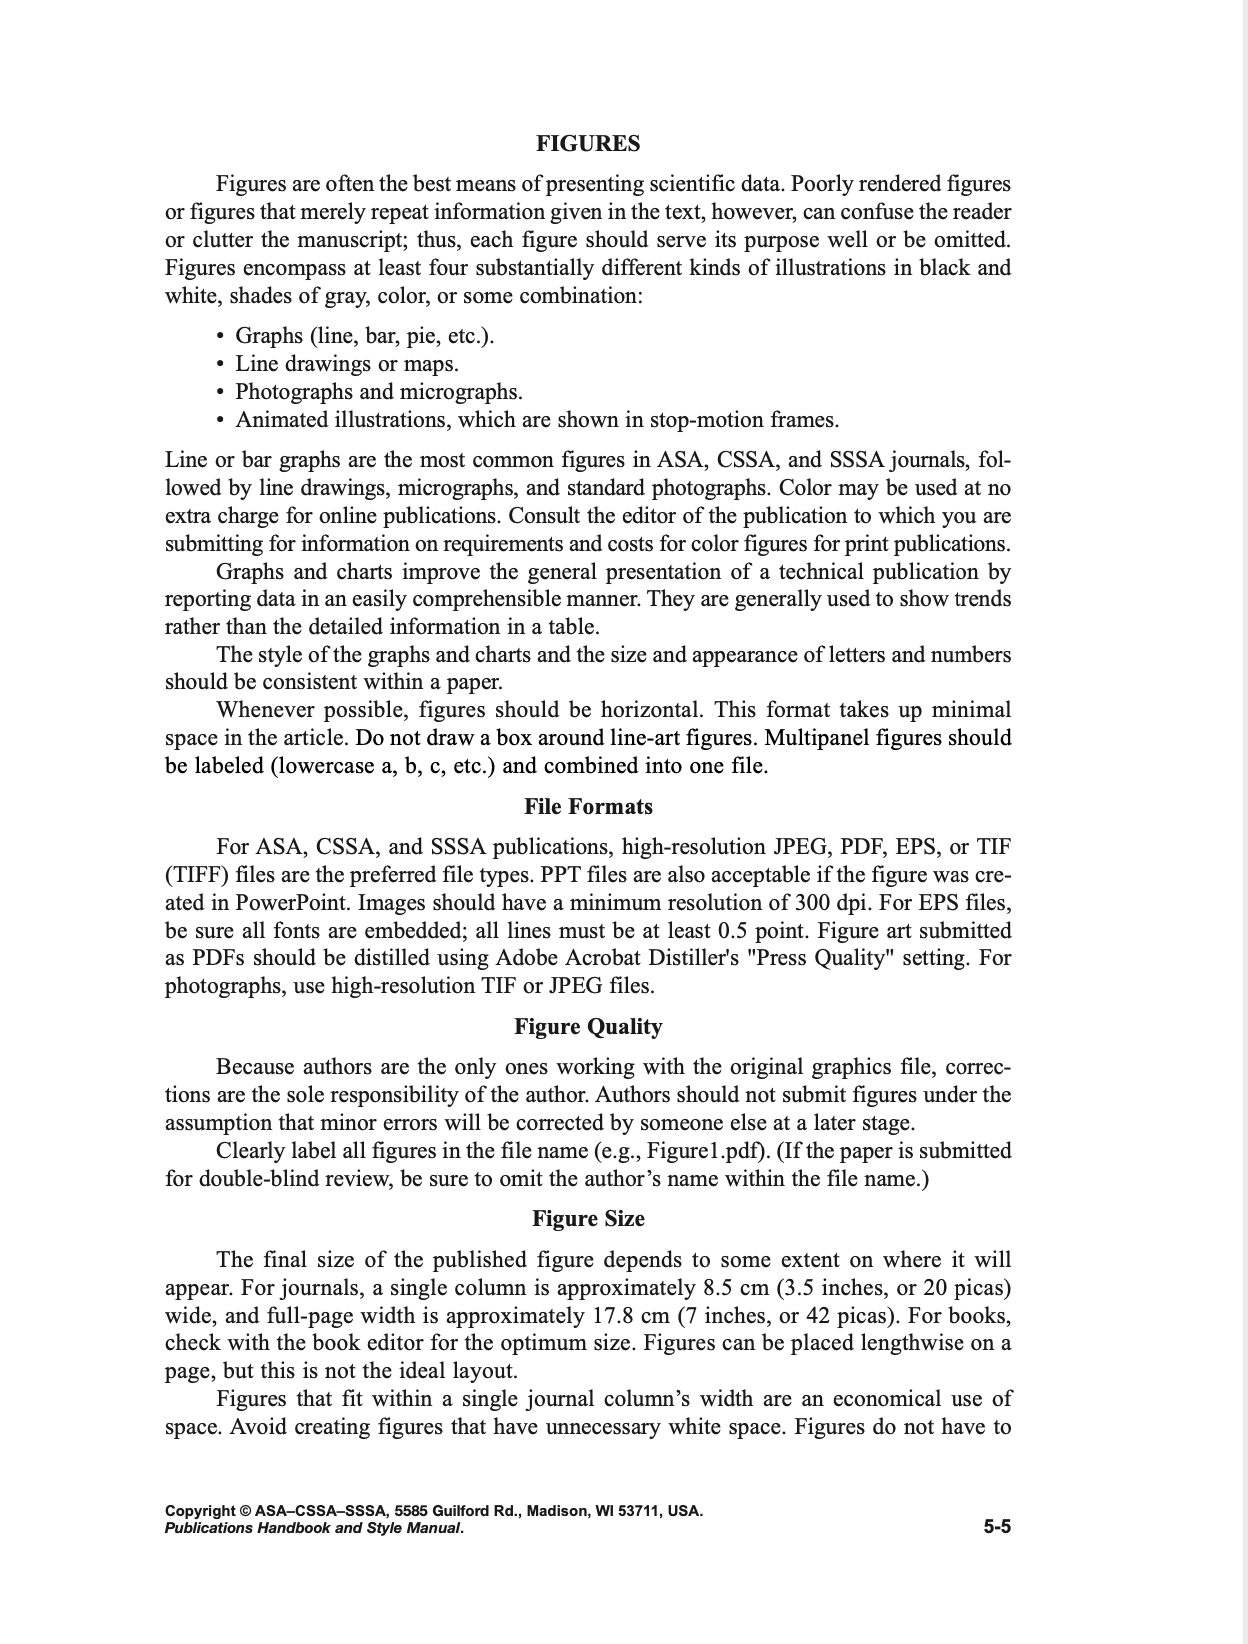 FIGURES
Figures are often the best means of presenting scientific data. Poorly rendered figures
or figures that merely repeat information given in the text, however, can confuse the reader
or clutter the manuscript; thus, each figure should serve its purpose well or be omitted.
Figures encompass at least four substantially different kinds of illustrations in black and
white, shades of gray, color, or some combination:
• Graphs (line, bar, pie, etc.).
• Line drawings or maps.
• Photographs and micrographs.
• Animated illustrations, which are shown in stop-motion frames.
Line or bar graphs are the most common figures in ASA, CSSA, and SSSA journals, fol-
lowed by line drawings, micrographs, and standard photographs. Color may be used at no
extra charge for online publications. Consult the editor of the publication to which you are
submitting for information on requirements and costs for color figures for print publications.
Graphs and charts improve the general presentation of a technical publication by
reporting data in an easily comprehensible manner. They are generally used to show trends
rather than the detailed information in a table.
The style of the graphs and charts and the size and appearance of letters and numbers
should be consistent within a paper.
Whenever possible, figures should be horizontal. This format takes up minimal
space in the article. Do not draw a box around line-art figures. Multipanel figures should
be labeled (lowercase a, b, c, etc.) and combined into one file.
File Formats
For ASA, CSSA, and SSSA publications, high-resolution JPEG, PDF, EPS, or TIF
(TIFF) files are the preferred file types. PPT files are also acceptable if the figure was cre-
ated in PowerPoint. Images should have a minimum resolution of 300 dpi. For EPS files,
be sure all fonts are embedded; all lines must be at least 0.5 point. Figure art submitted
as PDFs should be distilled using Adobe Acrobat Distiller's "Press Quality" setting. For
photographs, use high-resolution TIF or JPEG files.
Figure Quality
Because authors are the only ones working with the original graphics file, correc-
tions are the sole responsibility of the author. Authors should not submit figures under the
assumption that minor errors will be corrected by someone else at a later stage.
Clearly label all figures in the file name (e.g., Figure1.pdf). (If the paper is submitted
for double-blind review, be sure to omit the author’s name within the file name.)
Figure Size
The final size of the published figure depends to some extent on where it will
appear. For journals, a single column is approximately 8.5 cm (3.5 inches, or 20 picas)
wide, and full-page width is approximately 17.8 cm (7 inches, or 42 picas). For books,
check with the book editor for the optimum size. Figures can be placed lengthwise on a
page, but this is not the ideal layout.
Figures that fit within a single journal column’s width are an economical use of
space. Avoid creating figures that have unnecessary white space. Figures do not have to
Copyright © ASA–CSSA–SSSA, 5585 Guilford Rd., Madison, WI 53711, USA.
Publications Handbook and Style Manual.
5-5